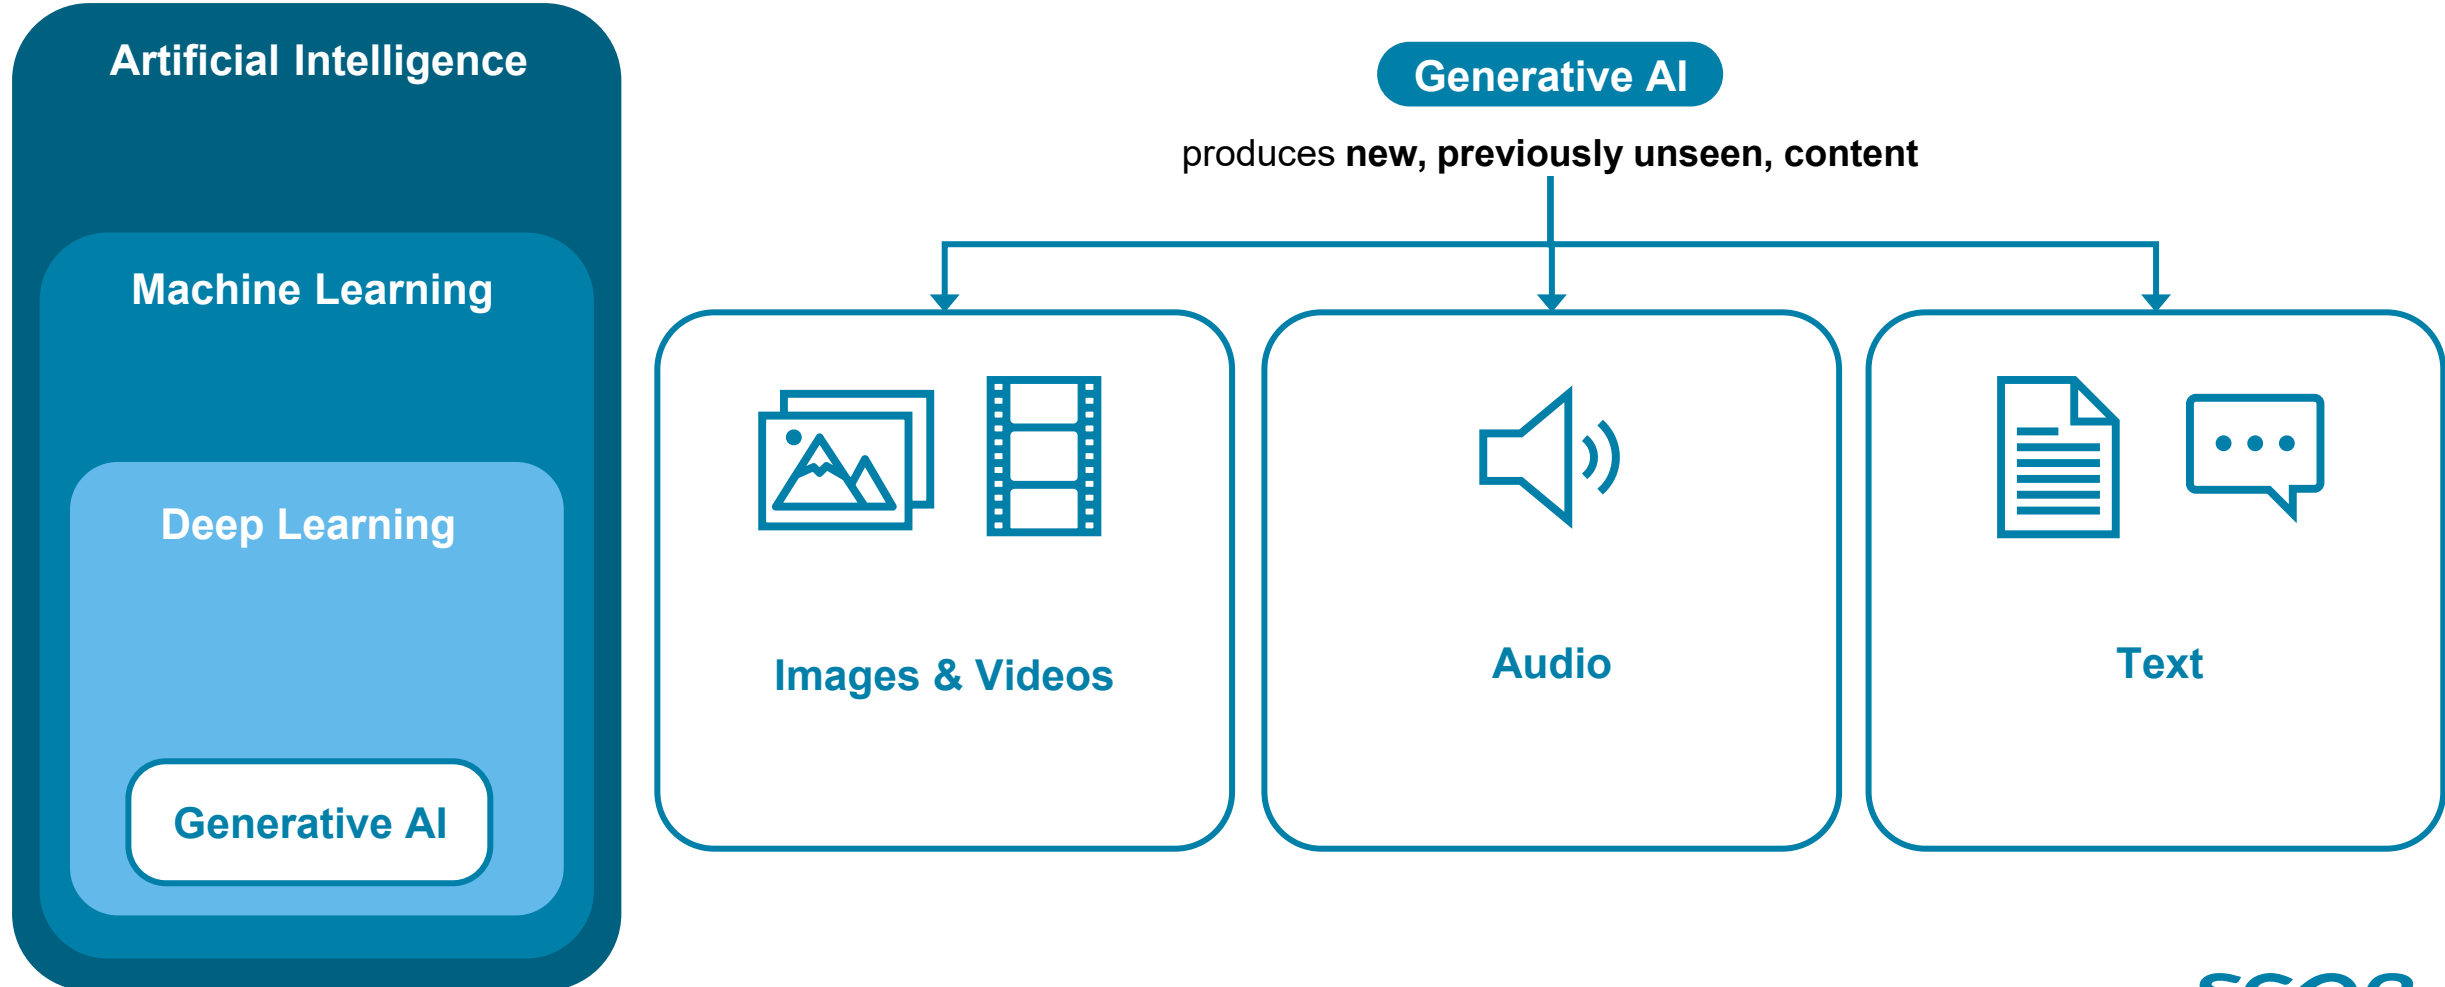 Artificial Intelligence
Machine Learning
Deep Learning
Generative AI
Generative AI
produces new, previously unseen, content
Images & Videos
Audio
Text